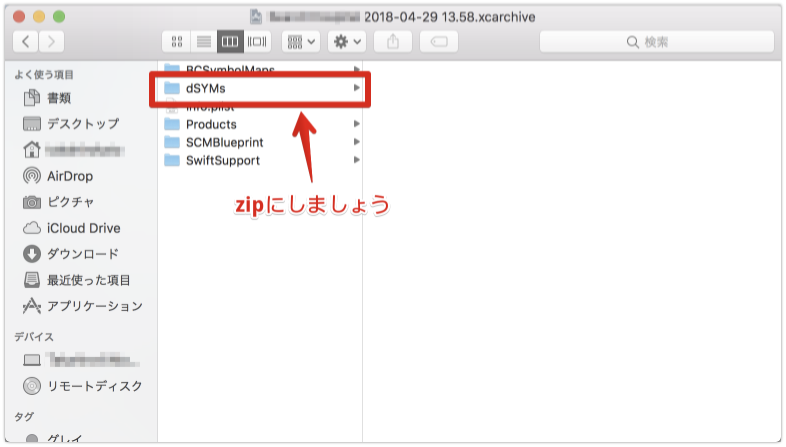 2018-04-29 13.58.xcarchive
検索
よく使う項目
書類
デスクトップ
AirDrop
ピクチャ
iCloud Drive
ダウンロード
最近使った項目
アプリケーション
デバイス
リモートディスク
タグ
グレイ
BCSymbolMaps
dSYMs
Info.plist
Products
SCMBlueprint
SwiftSupport
zipにしましょう